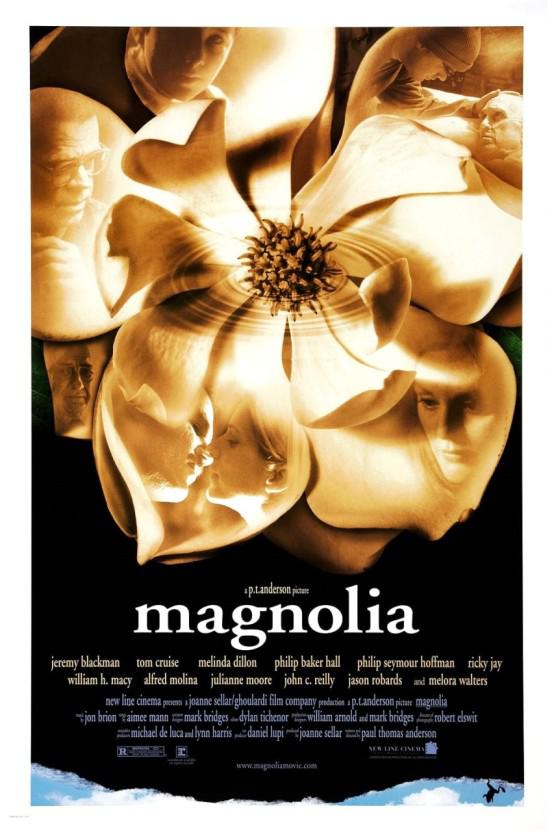 a p.t.anderson picture
magnolia
jeremy blackman tom cruise melinda dillon philip baker hall philip seymour hoffman ricky jay
william h. macy alfred molina julianne moore john c. reilly jason robards and melora walters
new line cinema presents a joanne sellar/ghoulardi film company production a p.t.anderson picture magnolia
jon brion aimee mann mark bridges dylan tichenor william arnold and mark bridges robert elswit
michael de luca and lynn harris daniel lupi joanne sellar paul thomas anderson
R RESTRICTED R NEW LINE CINEMA
www.magnoliamovie.com